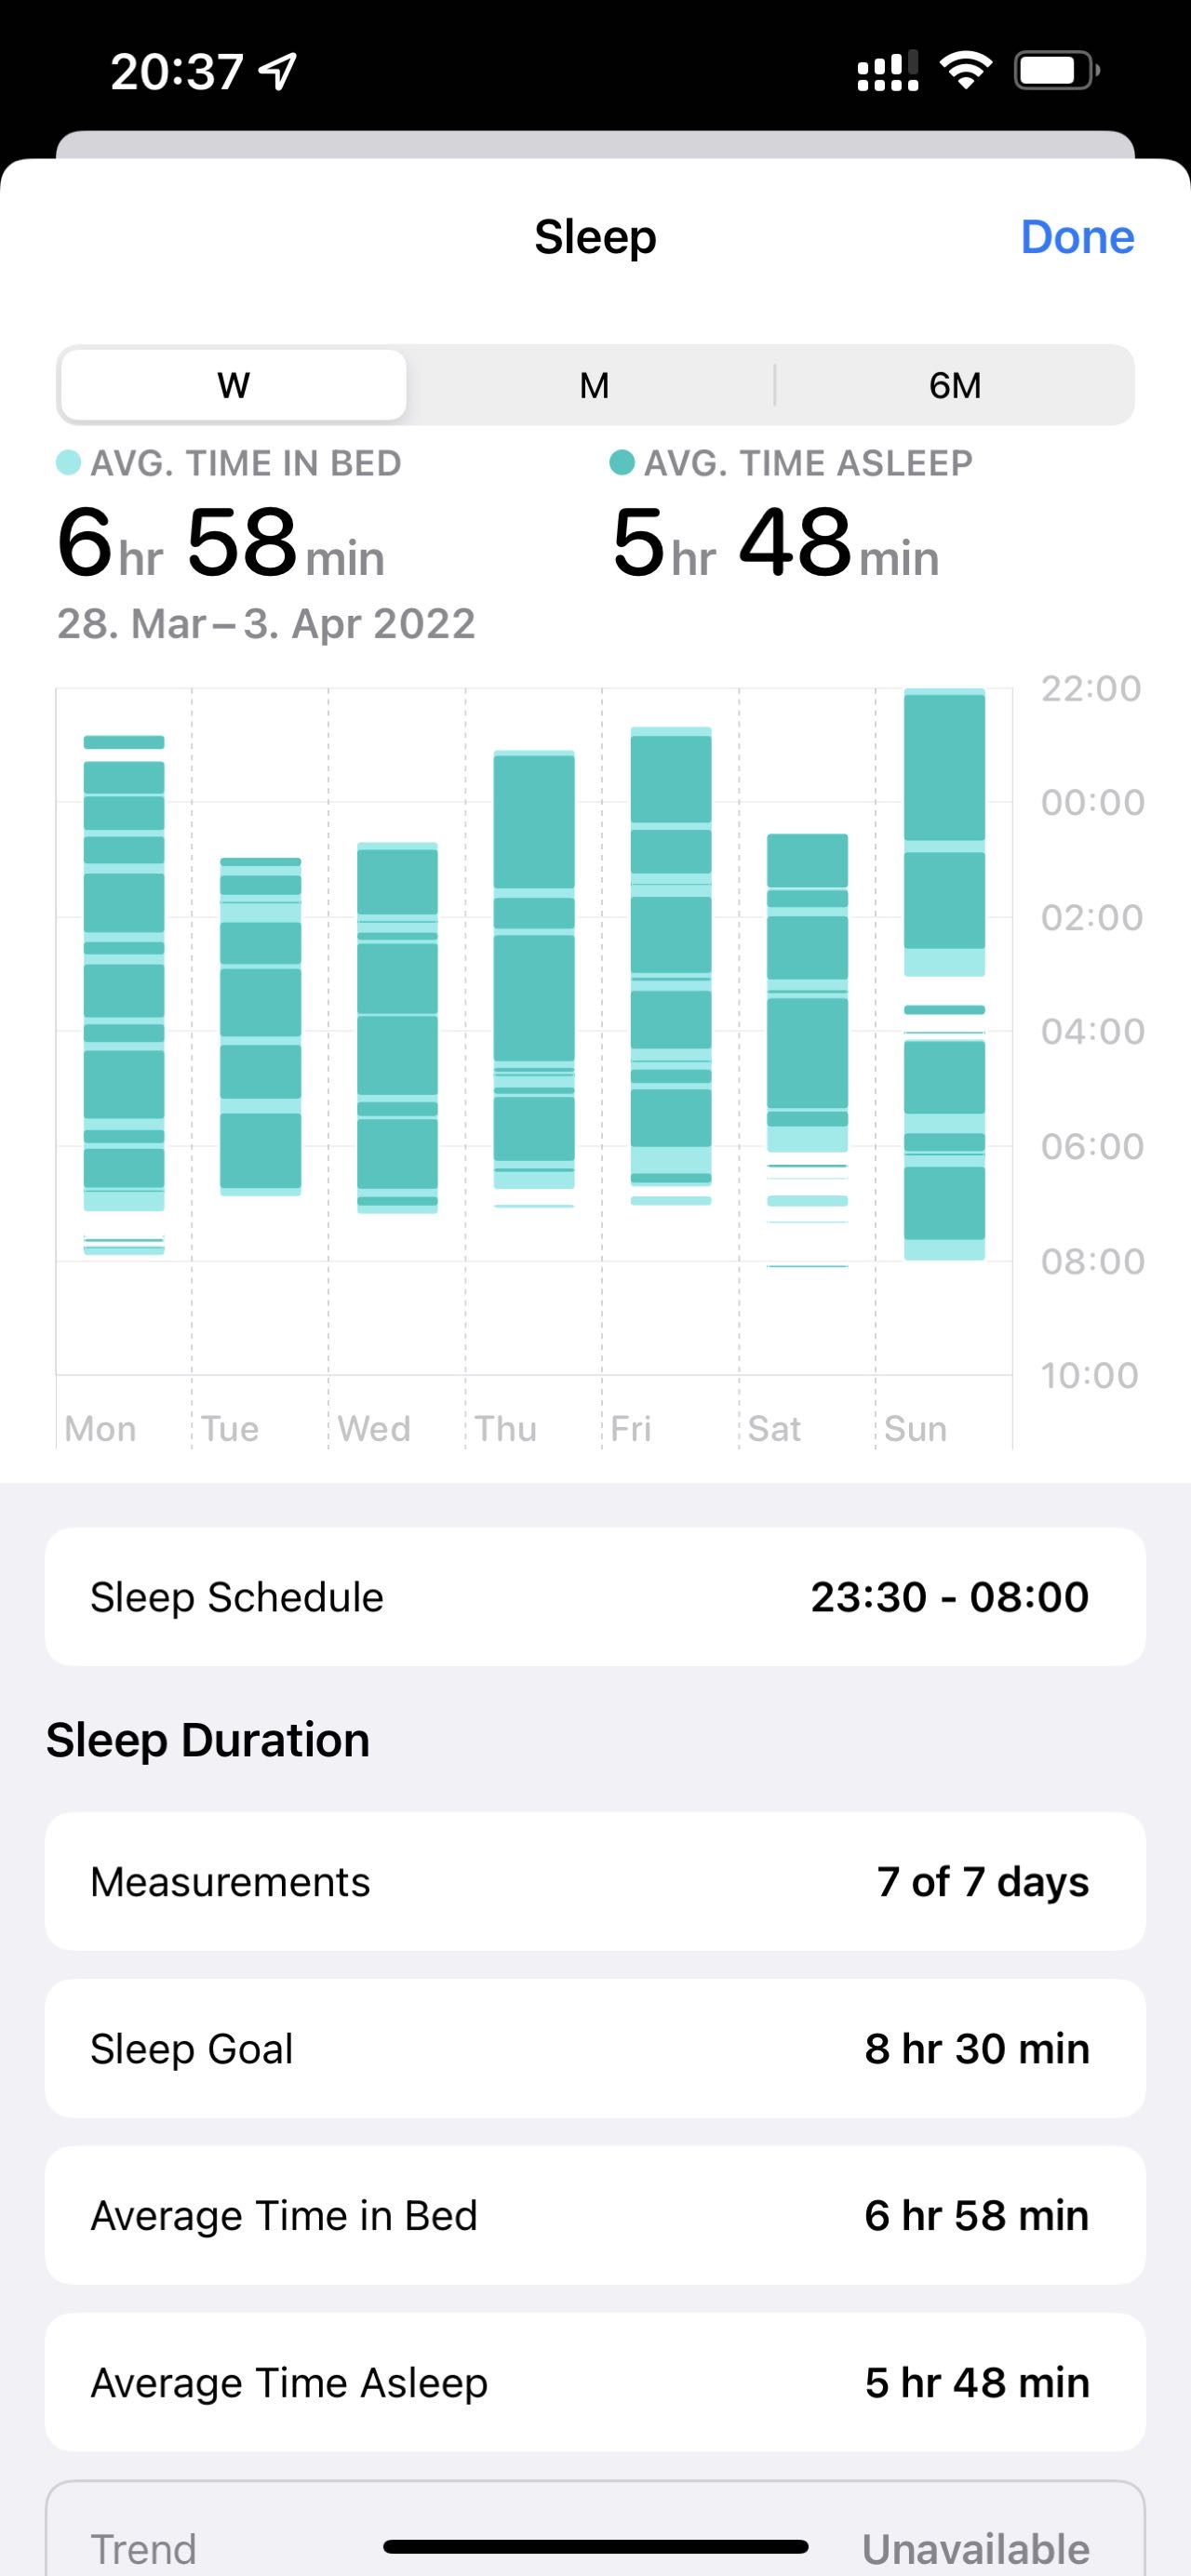 20:37
Sleep
Done
W
M
6M
AVG. TIME IN BED
AVG. TIME ASLEEP
6hr 58min
5hr 48min
28. Mar–3. Apr 2022
22:00
00:00
02:00
04:00
06:00
08:00
10:00
Mon
Tue
Wed
Thu
Fri
Sat
Sun
Sleep Schedule
23:30 - 08:00
Sleep Duration
Measurements
7 of 7 days
Sleep Goal
8 hr 30 min
Average Time in Bed
6 hr 58 min
Average Time Asleep
5 hr 48 min
Trend
Unavailable